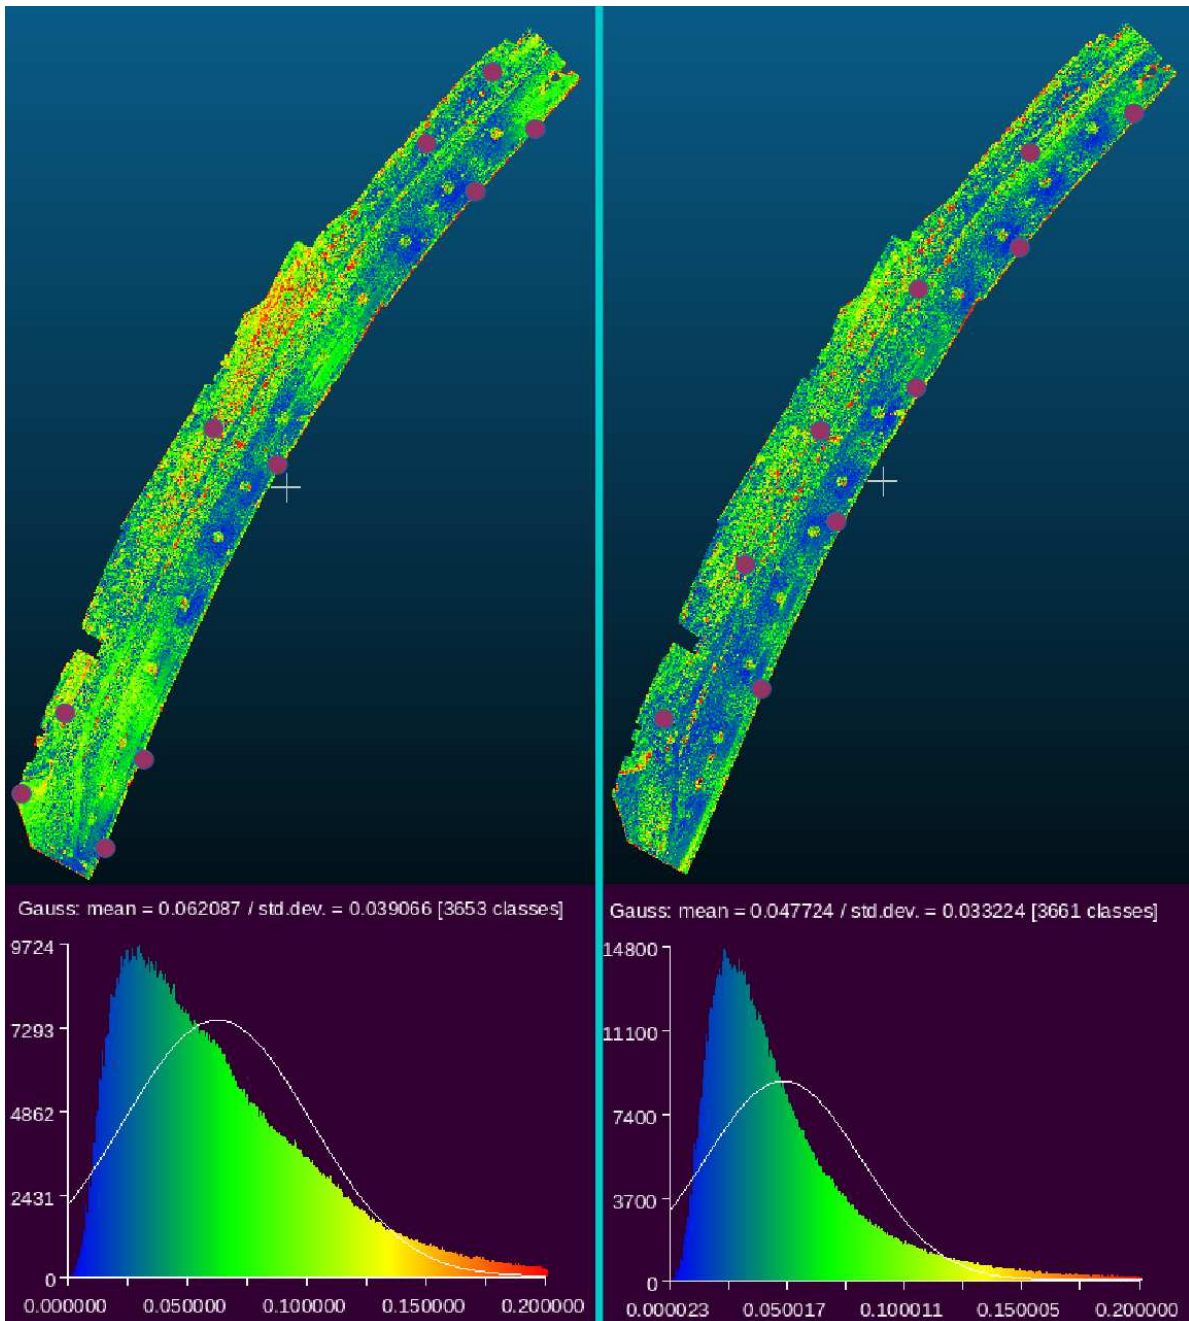 Gauss: mean = 0.062087 / std.dev. = 0.039066 [3653 classes]
9724
7293
4862
2431
0
0.000000 0.050000 0.100000 0.150000 0.200000
Gauss: mean = 0.047724 / std.dev. = 0.033224 [3661 classes]
14800
11100
7400
3700
0
0.000023 0.050017 0.100011 0.150005 0.200000